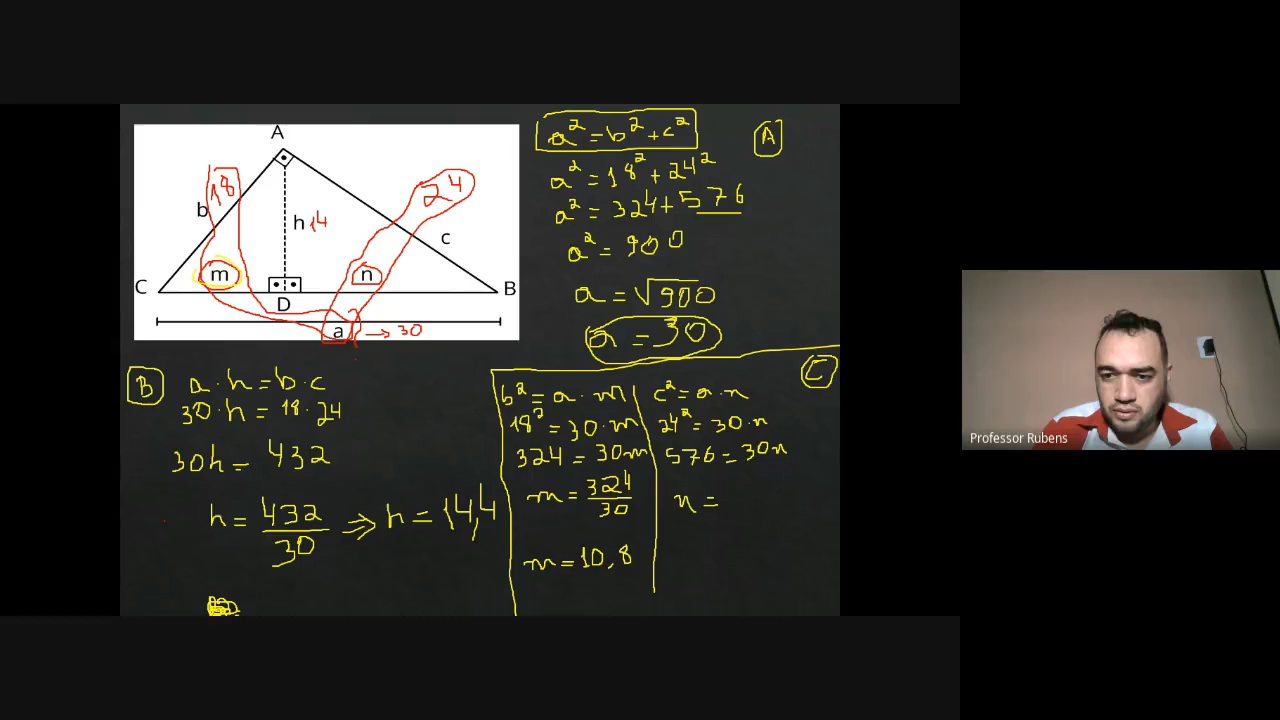 A
b
18
h 14
24
c
C
m
n
B
D
a → 30
a² = b² + c²
A
a² = 18² + 24²
a² = 324 + 576
a² = 900
a = √900
a = 30
B
a · h = b · c
30 · h = 18 · 24
30h = 432
h = 432/30 ⇒ h = 14,4
C
b² = a · m
18² = 30 · m
324 = 30m
m = 324/30
m = 10,8
c² = a · n
24² = 30 · n
576 = 30n
n =
Professor Rubens